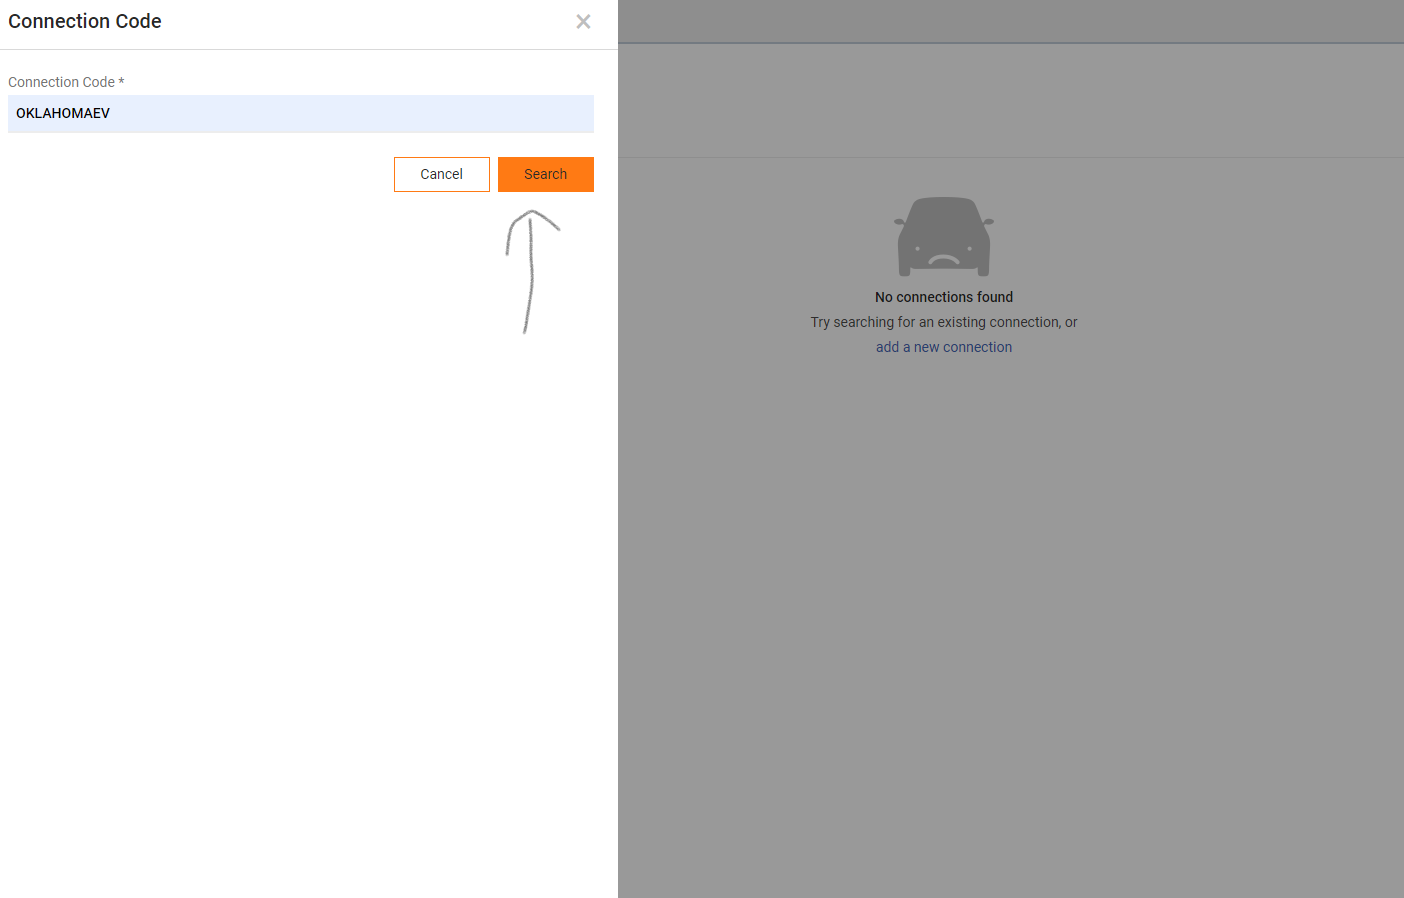 Connection Code
Connection Code *
OKLAHOMAEV
Cancel
Search
No connections found
Try searching for an existing connection, or
add a new connection